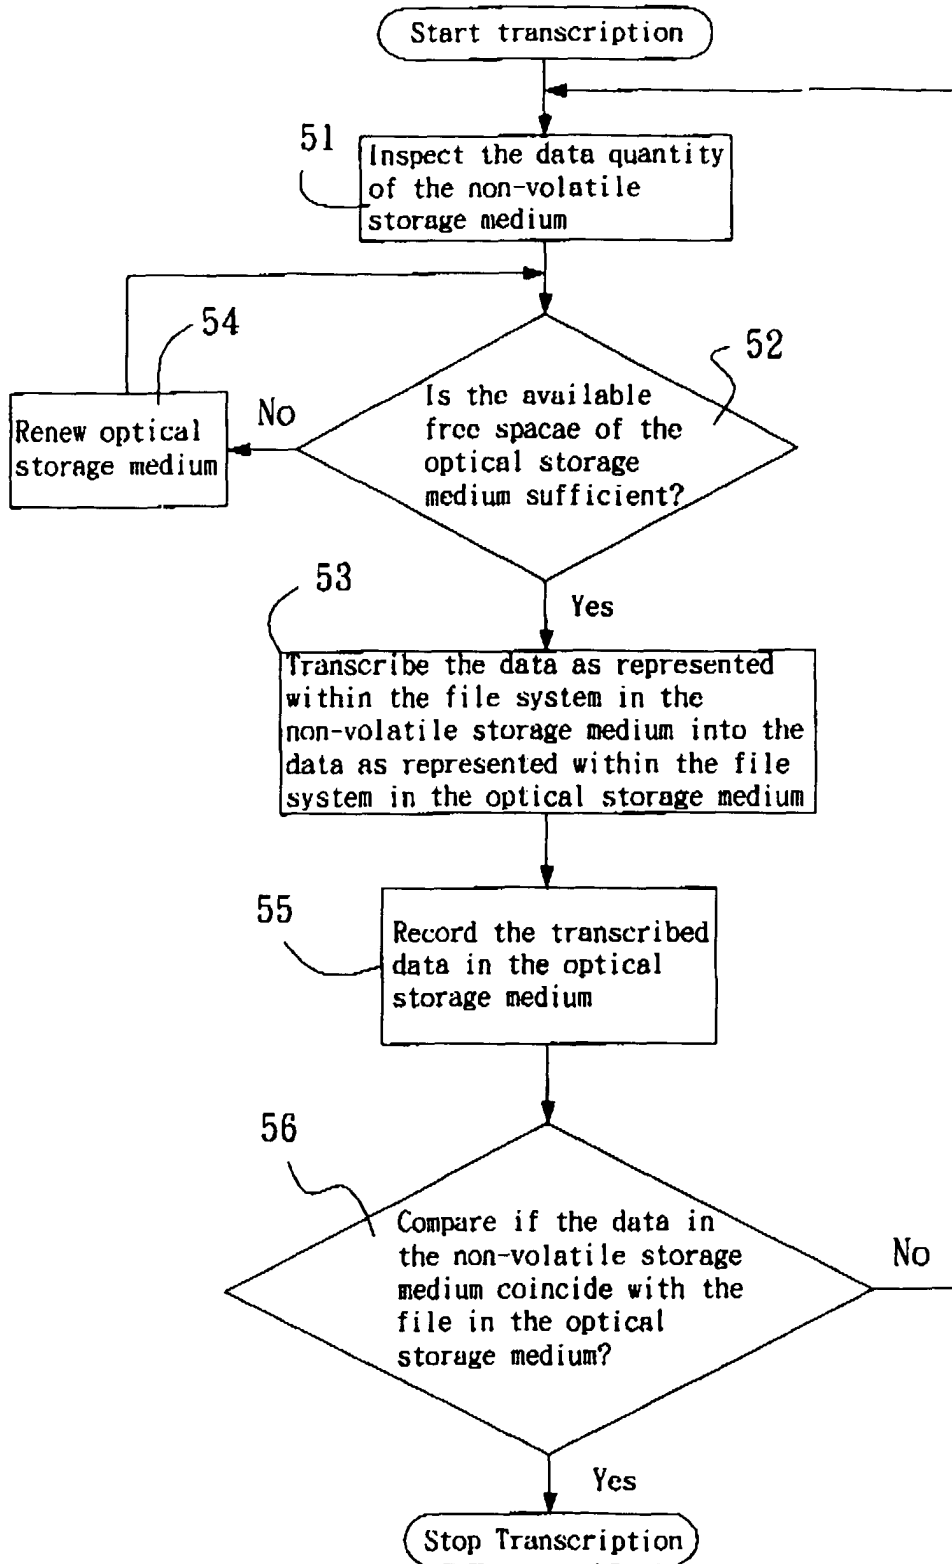 Start transcription
51
Inspect the data quantity
of the non-volatile
storage medium
54
52
Is the available
free spacae of the
optical storage
medium sufficient?
No
Renew optical
storage medium
Yes
53
Transcribe the data as represented
within the file system in the
non-volatile storage medium into the
data as represented within the file
system in the optical storage medium
55
Record the transcribed
data in the optical
storage medium
56
Compare if the data in
the non-volatile storage
medium coincide with the
file in the optical
storage medium?
No
Yes
Stop Transcription